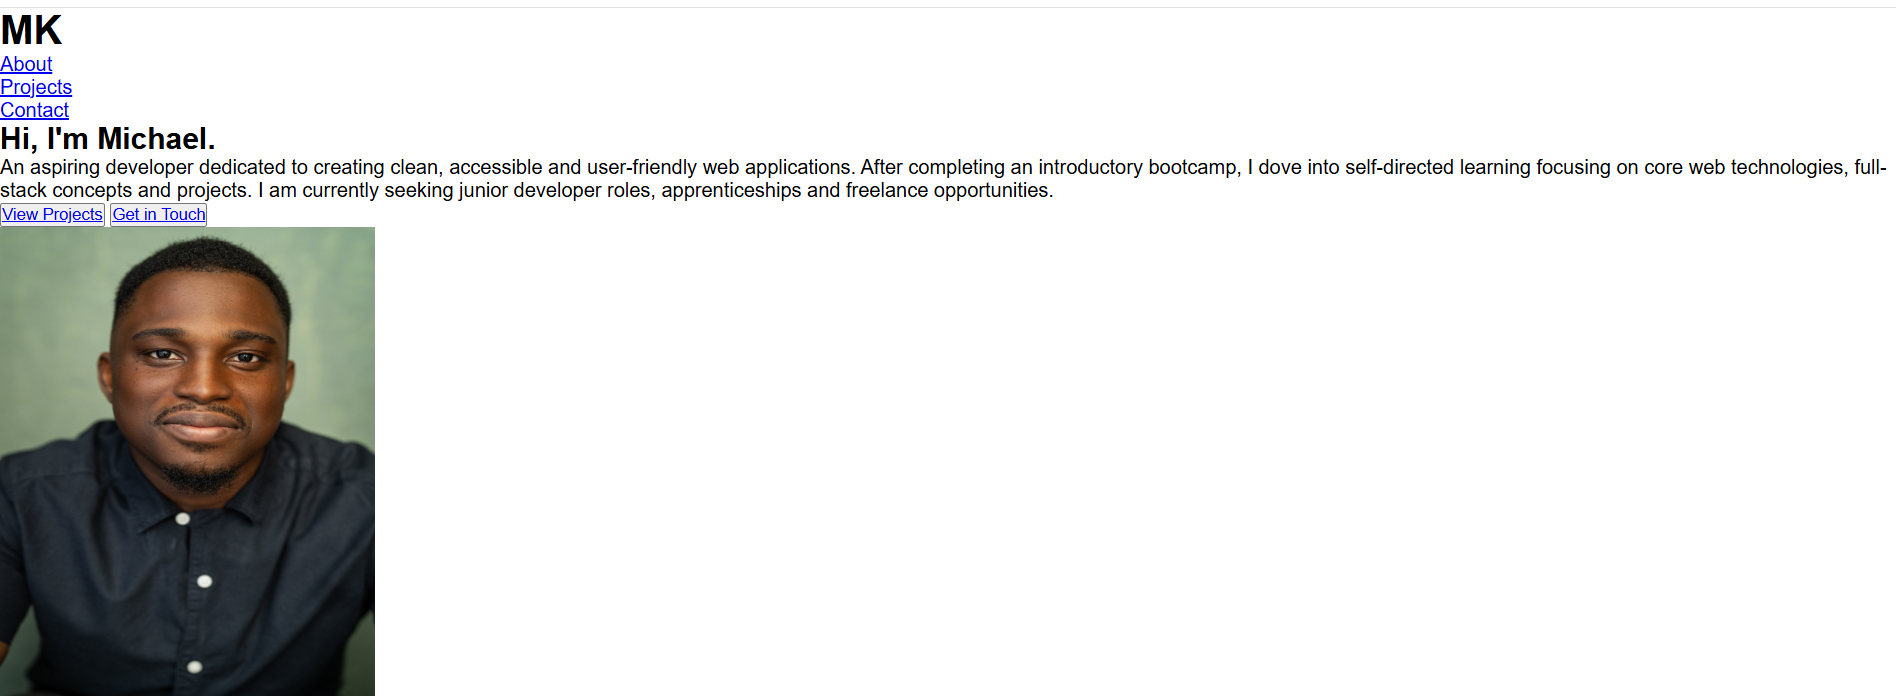 MK
About
Projects
Contact
Hi, I'm Michael.
An aspiring developer dedicated to creating clean, accessible and user-friendly web applications. After completing an introductory bootcamp, I dove into self-directed learning focusing on core web technologies, full-
stack concepts and projects. I am currently seeking junior developer roles, apprenticeships and freelance opportunities.
View Projects Get in Touch